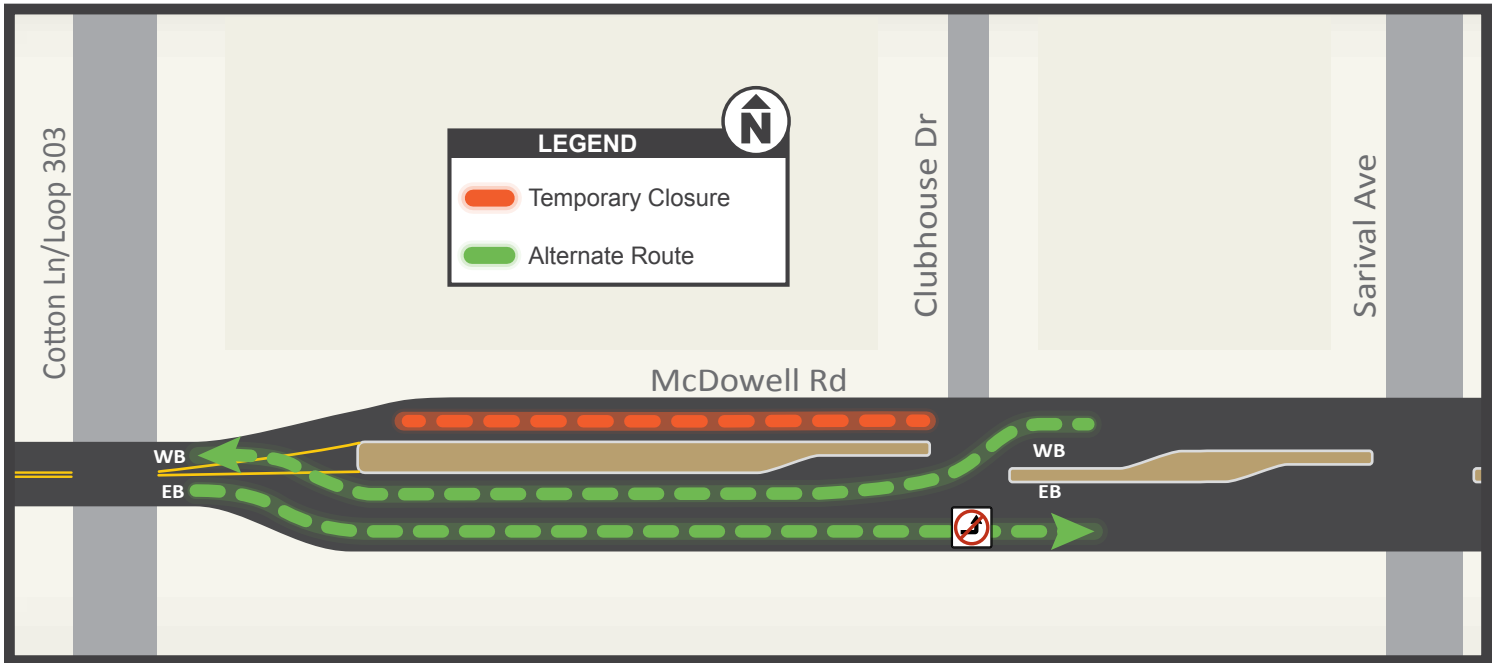 N
LEGEND
Temporary Closure
Alternate Route
Cotton Ln/Loop 303
Clubhouse Dr
Sarival Ave
McDowell Rd
WB
EB
WB
EB